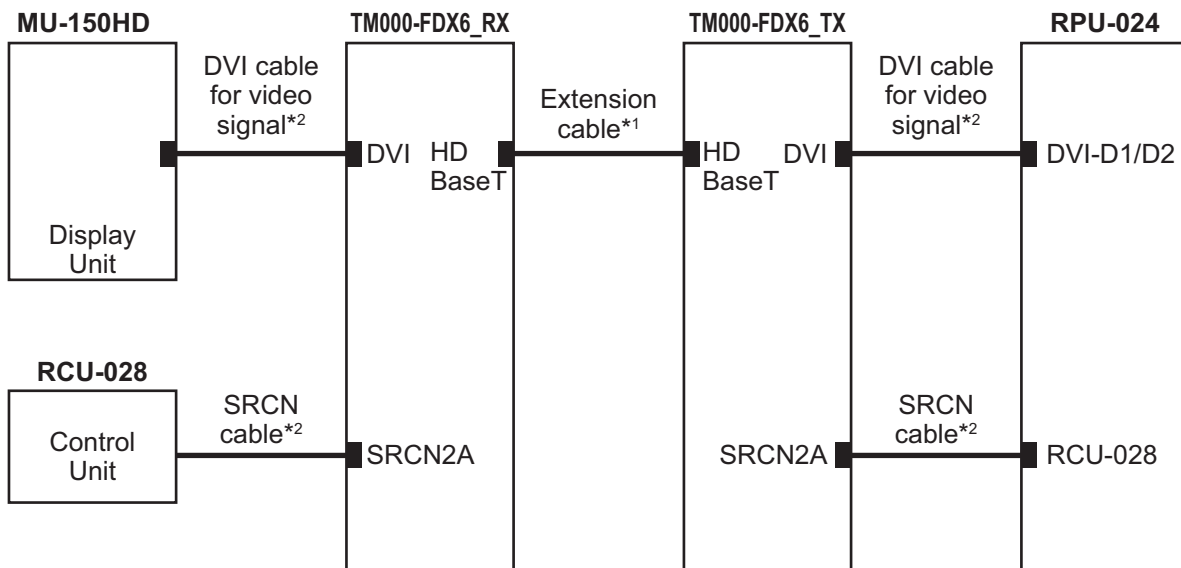 MU-150HD
TM000-FDX6_RX
TM000-FDX6_TX
RPU-024
DVI cable
for video
signal*2
Extension
cable*1
DVI cable
for video
signal*2
DVI
HD
BaseT
HD
BaseT
DVI
DVI-D1/D2
Display
Unit
RCU-028
Control
Unit
SRCN
cable*2
SRCN2A
SRCN2A
SRCN
cable*2
RCU-028